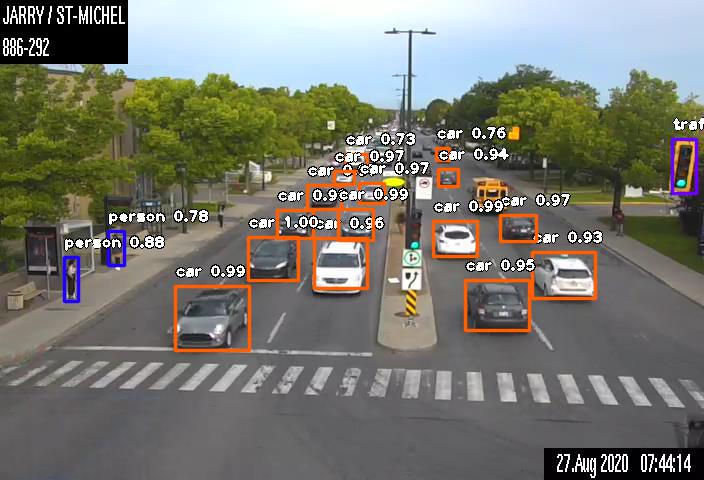 JARRY / ST-MICHEL
886-292
traf
car 0.73
car 0.76
car 0.97
car 0.94
car 0.97
car 0.99
car 0.99
car 0.97
person 0.78
car 1.00
car 0.96
person 0.88
car 0.93
car 0.99
car 0.95
27.Aug 2020 07:44:14